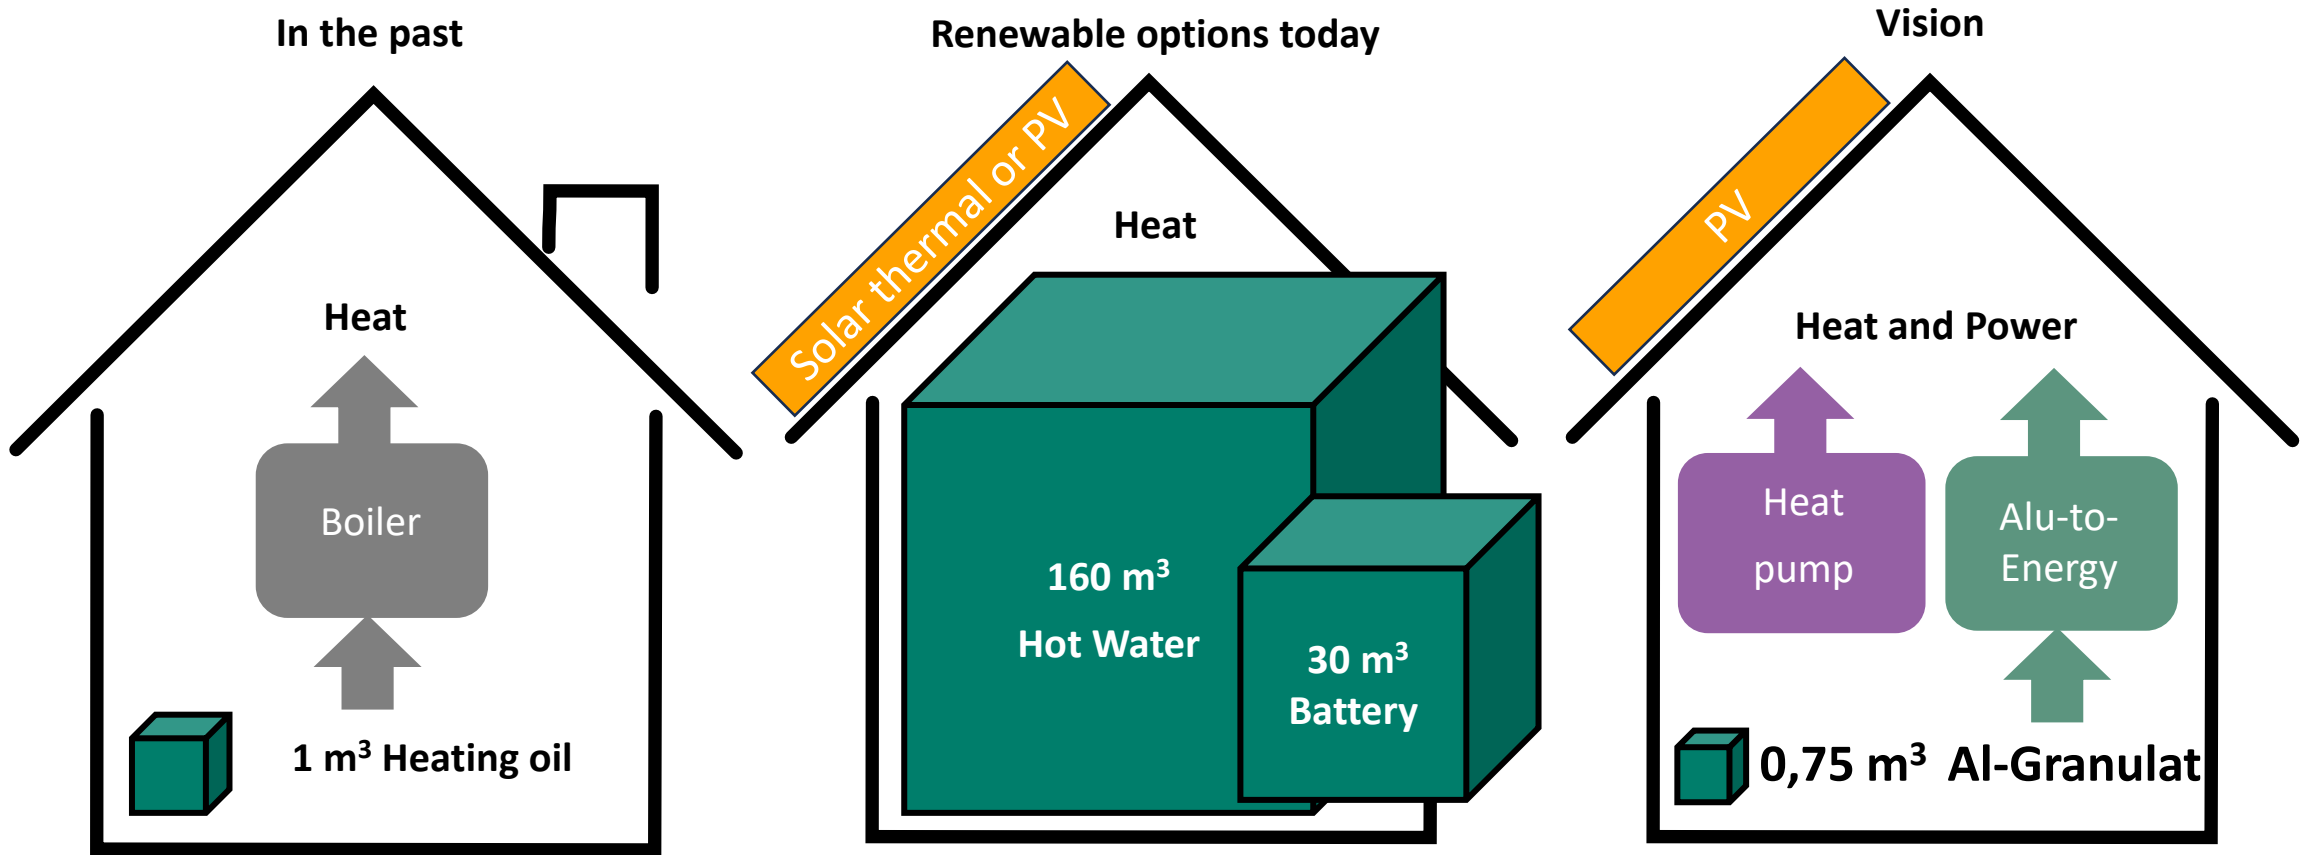 In the past
Heat
Boiler
1 m³ Heating oil
Renewable options today
Solar thermal or PV
Heat
160 m³
Hot Water
30 m³
Battery
Vision
PV
Heat and Power
Heat
pump
Alu-to-
Energy
0,75 m³ Al-Granulat